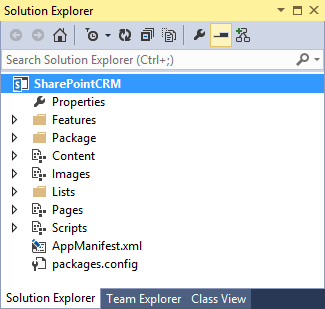 Solution Explorer
Search Solution Explorer (Ctrl+;)
SharePointCRM
Properties
Features
Package
Content
Images
Lists
Pages
Scripts
AppManifest.xml
packages.config
Solution Explorer Team Explorer Class View